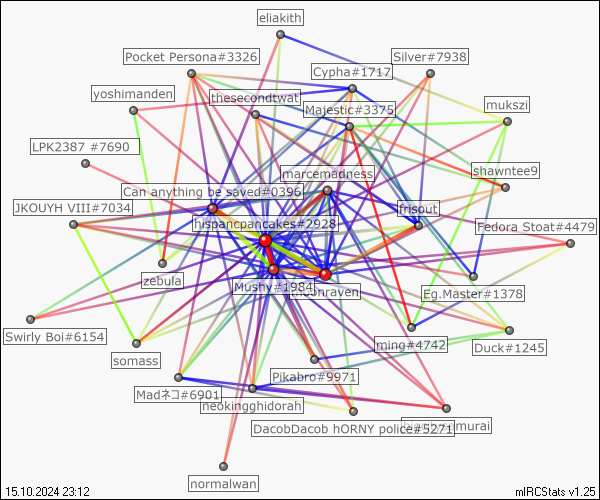 eliakith
Pocket Persona#3326
Silver#7938
Cypha#1717
yoshimanden
thesecondtwat
Majestic#3375
mukszi
LPK2387 #7690
marcemadness
shawntee9
Can anything be saved#0396
JKOUYH VIII#7034
frisout
hispancpancakes#2928
Fedora Stoat#4479
zebula
Mushy#1984
Eg.Master#1378
Swirly Boi#6154
somass
ming#4742
Duck#1245
Pikabro#9971
Madネコ#6901
neokingghidorah
DacobDacob hORNY police#5271
normalwan
15.10.2024 23:12
mIRCStats v1.25